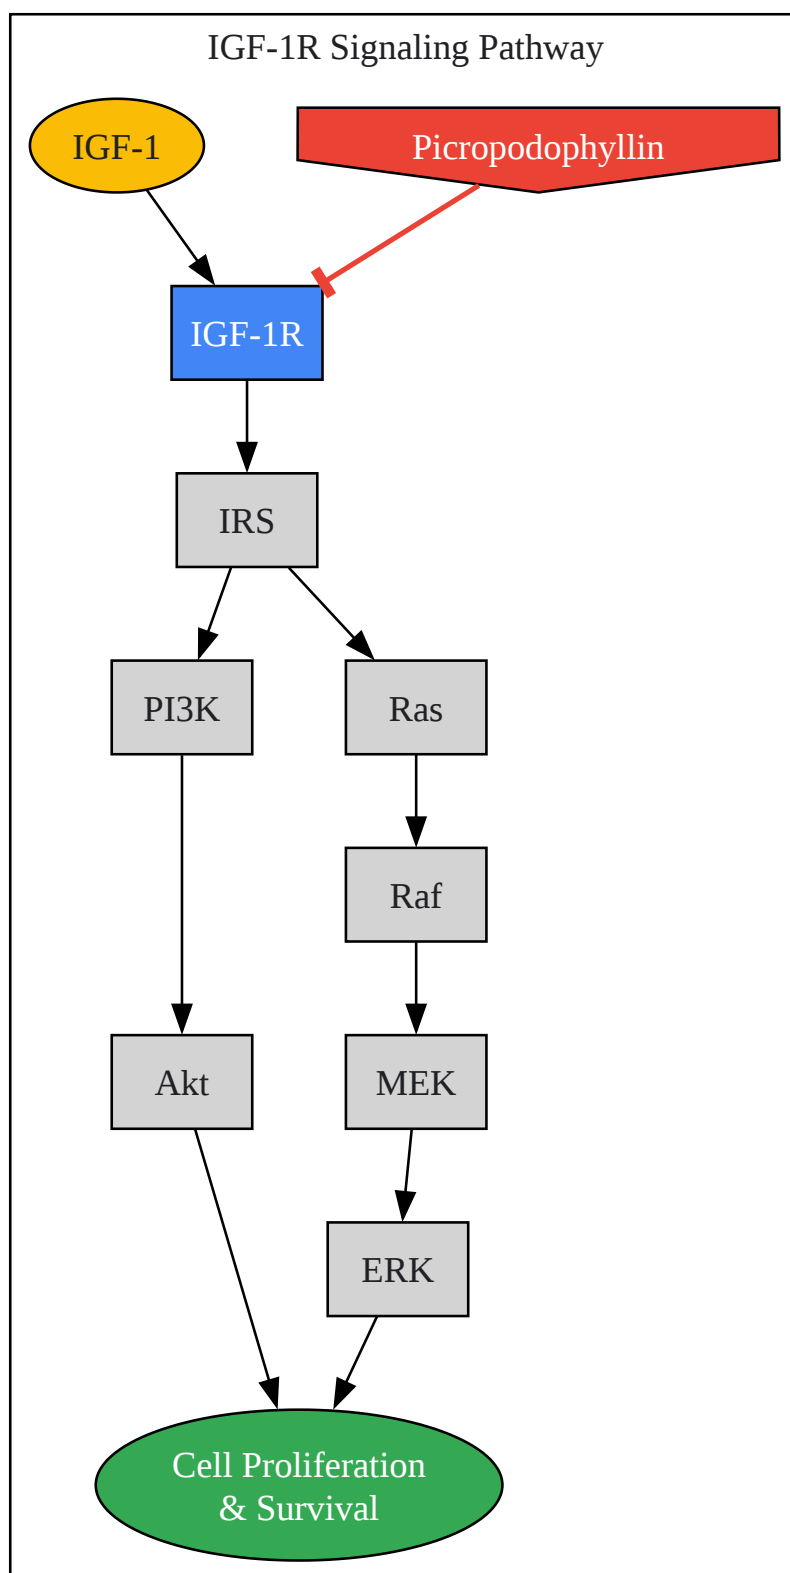 IGF-1R Signaling Pathway
IGF-1
Picropodophyllin
IGF-1R
IRS
PI3K
Ras
Raf
Akt
MEK
ERK
Cell Proliferation
& Survival